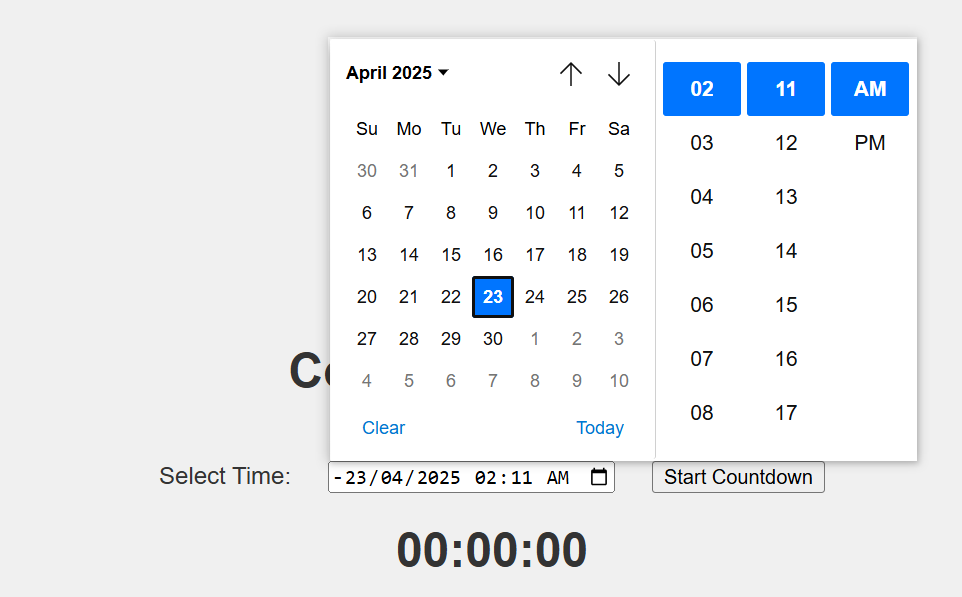 April 2025
Su Mo Tu We Th Fr Sa
30 31 1 2 3 4 5
6 7 8 9 10 11 12
13 14 15 16 17 18 19
20 21 22 23 24 25 26
27 28 29 30 1 2 3
4 5 6 7 8 9 10
Clear Today
02 11 AM
03 12 PM
04 13
05 14
06 15
07 16
08 17
Select Time: -23/04/2025 02:11 AM Start Countdown
00:00:00